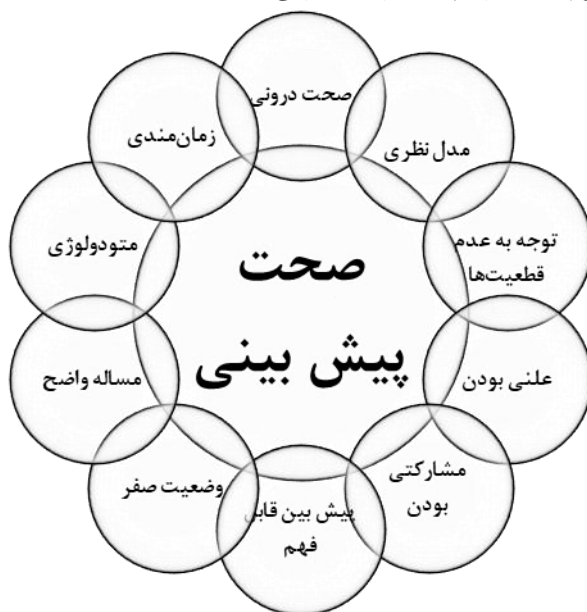 صحت درونی
مدل نظری
توجه به عدم
قطعیت‌ها
علنی بودن
مشارکتی
بودن
پیش بین قابل
فهم
وضعیت صفر
مساله واضح
متودولوژی
زمان‌مندی
صحت
پیش بینی